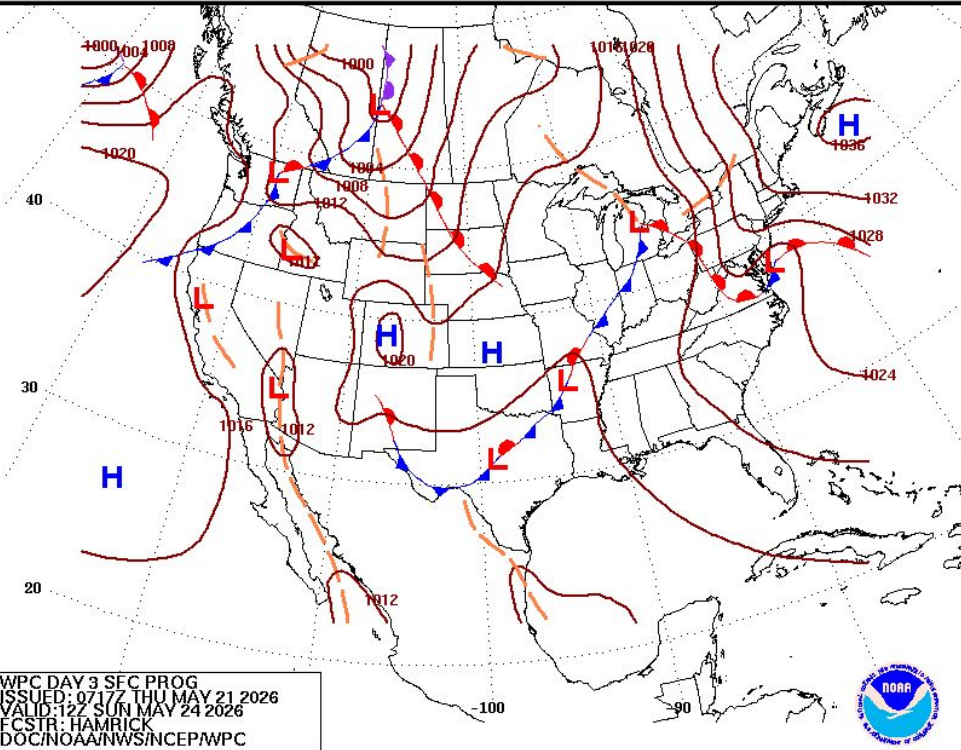 1000
1004
1008
1000
1016
1020
H
1036
L
1020
1004
L
1008
1012
40
1032
L
1028
L
1012
L
L
H
1020
H
1024
30
L
L
1016
1012
H
L
20
1012
-100
-90
WPC DAY 3 SFC PROG
ISSUED: 0717Z THU MAY 21 2026
VALID:12Z SUN MAY 24 2026
FCSTR: HAMRICK
DOC/NOAA/NWS/NCEP/WPC
NOAA